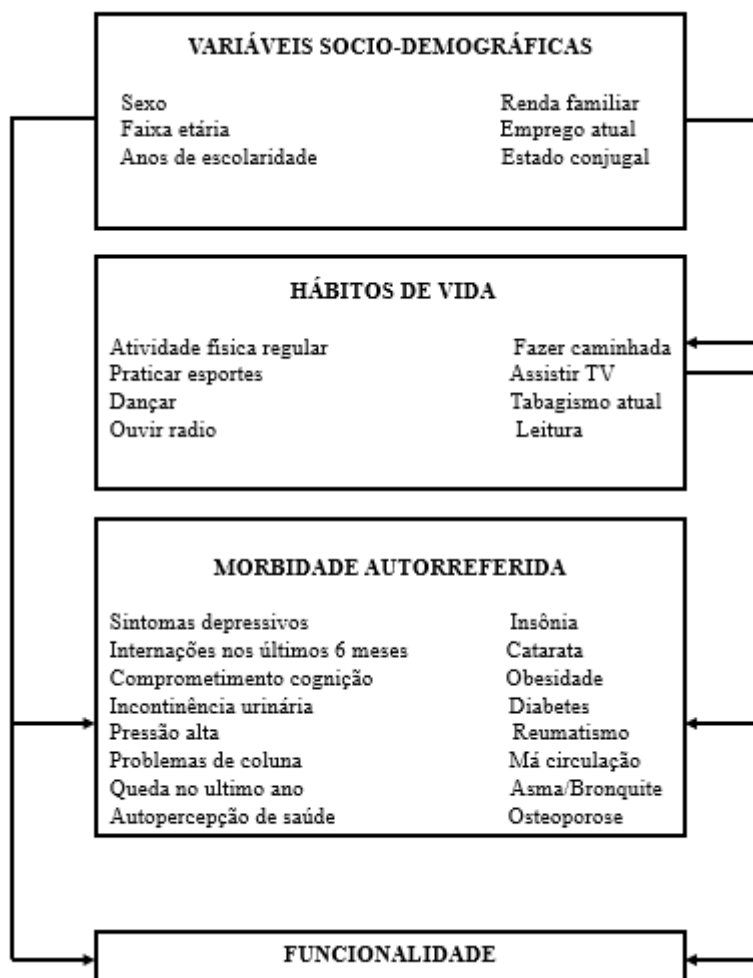 VARIÁVEIS SOCIO-DEMOGRÁFICAS
Sexo Renda familiar
Faixa etária Emprego atual
Anos de escolaridade Estado conjugal
HÁBITOS DE VIDA
Atividade física regular Fazer caminhada
Praticar esportes Assistir TV
Dançar Tabagismo atual
Ouvir radio Leitura
MORBIDADE AUTORREFERIDA
Sintomas depressivos Insônia
Internações nos últimos 6 meses Catarata
Comprometimento cognição Obesidade
Incontinência urinária Diabetes
Pressão alta Reumatismo
Problemas de coluna Má circulação
Queda no ultimo ano Asma/Bronquite
Autopercepção de saúde Osteoporose
FUNCIONALIDADE